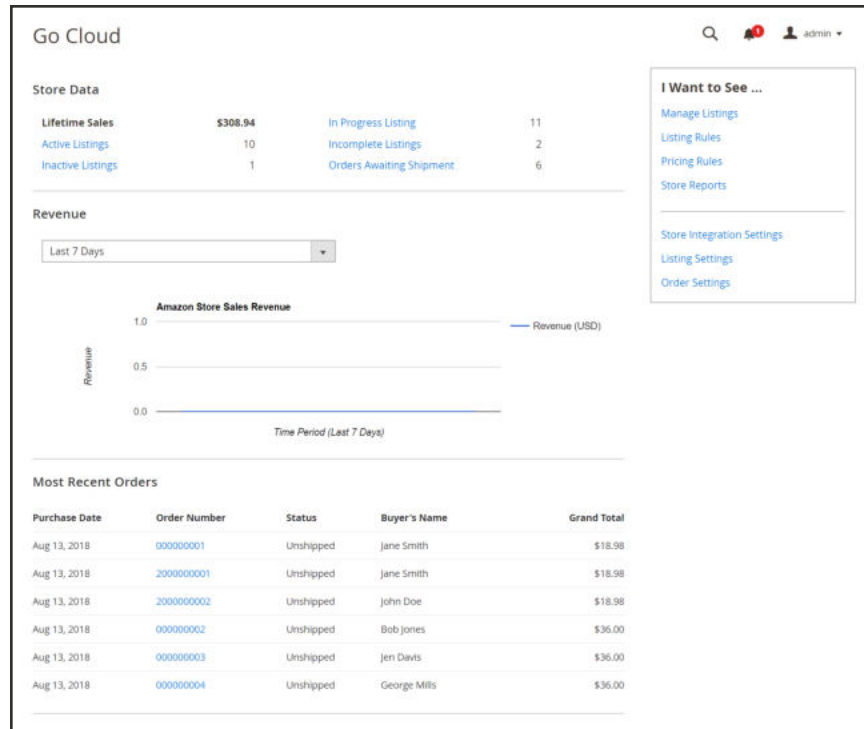 Go Cloud
1
admin
Store Data
Lifetime Sales $308.94 In Progress Listing 11
Active Listings 10 Incomplete Listings 2
Inactive Listings 1 Orders Awaiting Shipment 6
I Want to See ...
Manage Listings
Listing Rules
Pricing Rules
Store Reports
Store Integration Settings
Listing Settings
Order Settings
Revenue
Last 7 Days
Amazon Store Sales Revenue
1.0
Revenue (USD)
0.5
Revenue
0.0
Time Period (Last 7 Days)
Most Recent Orders
Purchase Date Order Number Status Buyer's Name Grand Total
Aug 13, 2018 000000001 Unshipped Jane Smith $18.98
Aug 13, 2018 2000000001 Unshipped Jane Smith $18.98
Aug 13, 2018 2000000002 Unshipped John Doe $18.98
Aug 13, 2018 000000002 Unshipped Bob Jones $36.00
Aug 13, 2018 000000003 Unshipped Jen Davis $36.00
Aug 13, 2018 000000004 Unshipped George Mills $36.00